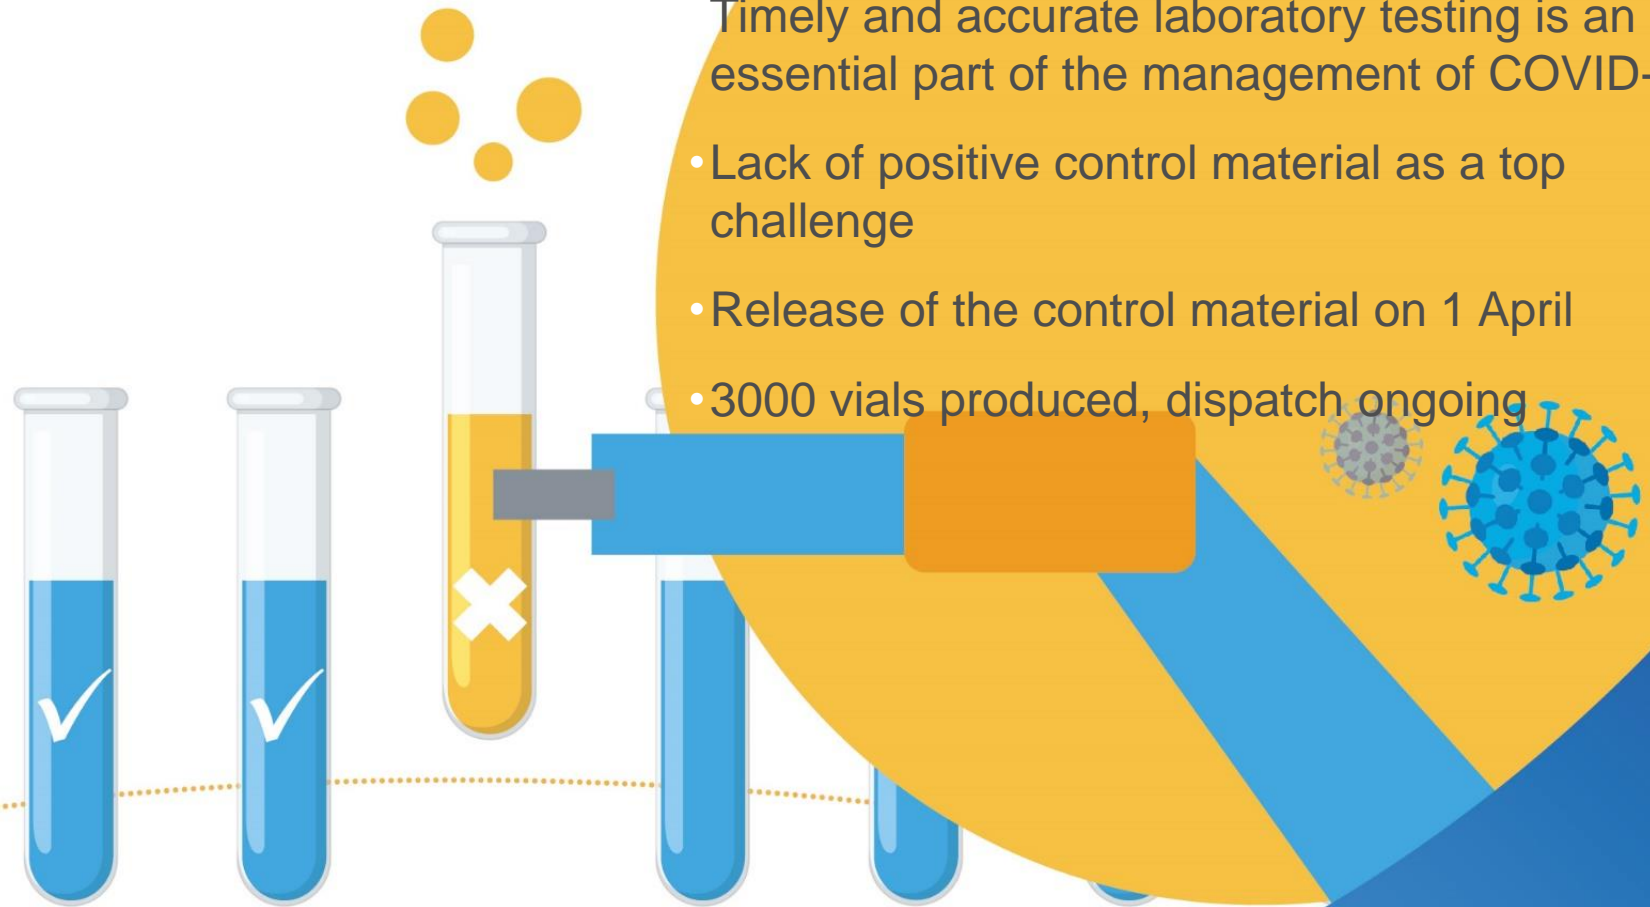 Timely and accurate laboratory testing is an
essential part of the management of COVID-
•Lack of positive control material as a top
challenge
•Release of the control material on 1 April
•3000 vials produced, dispatch ongoing